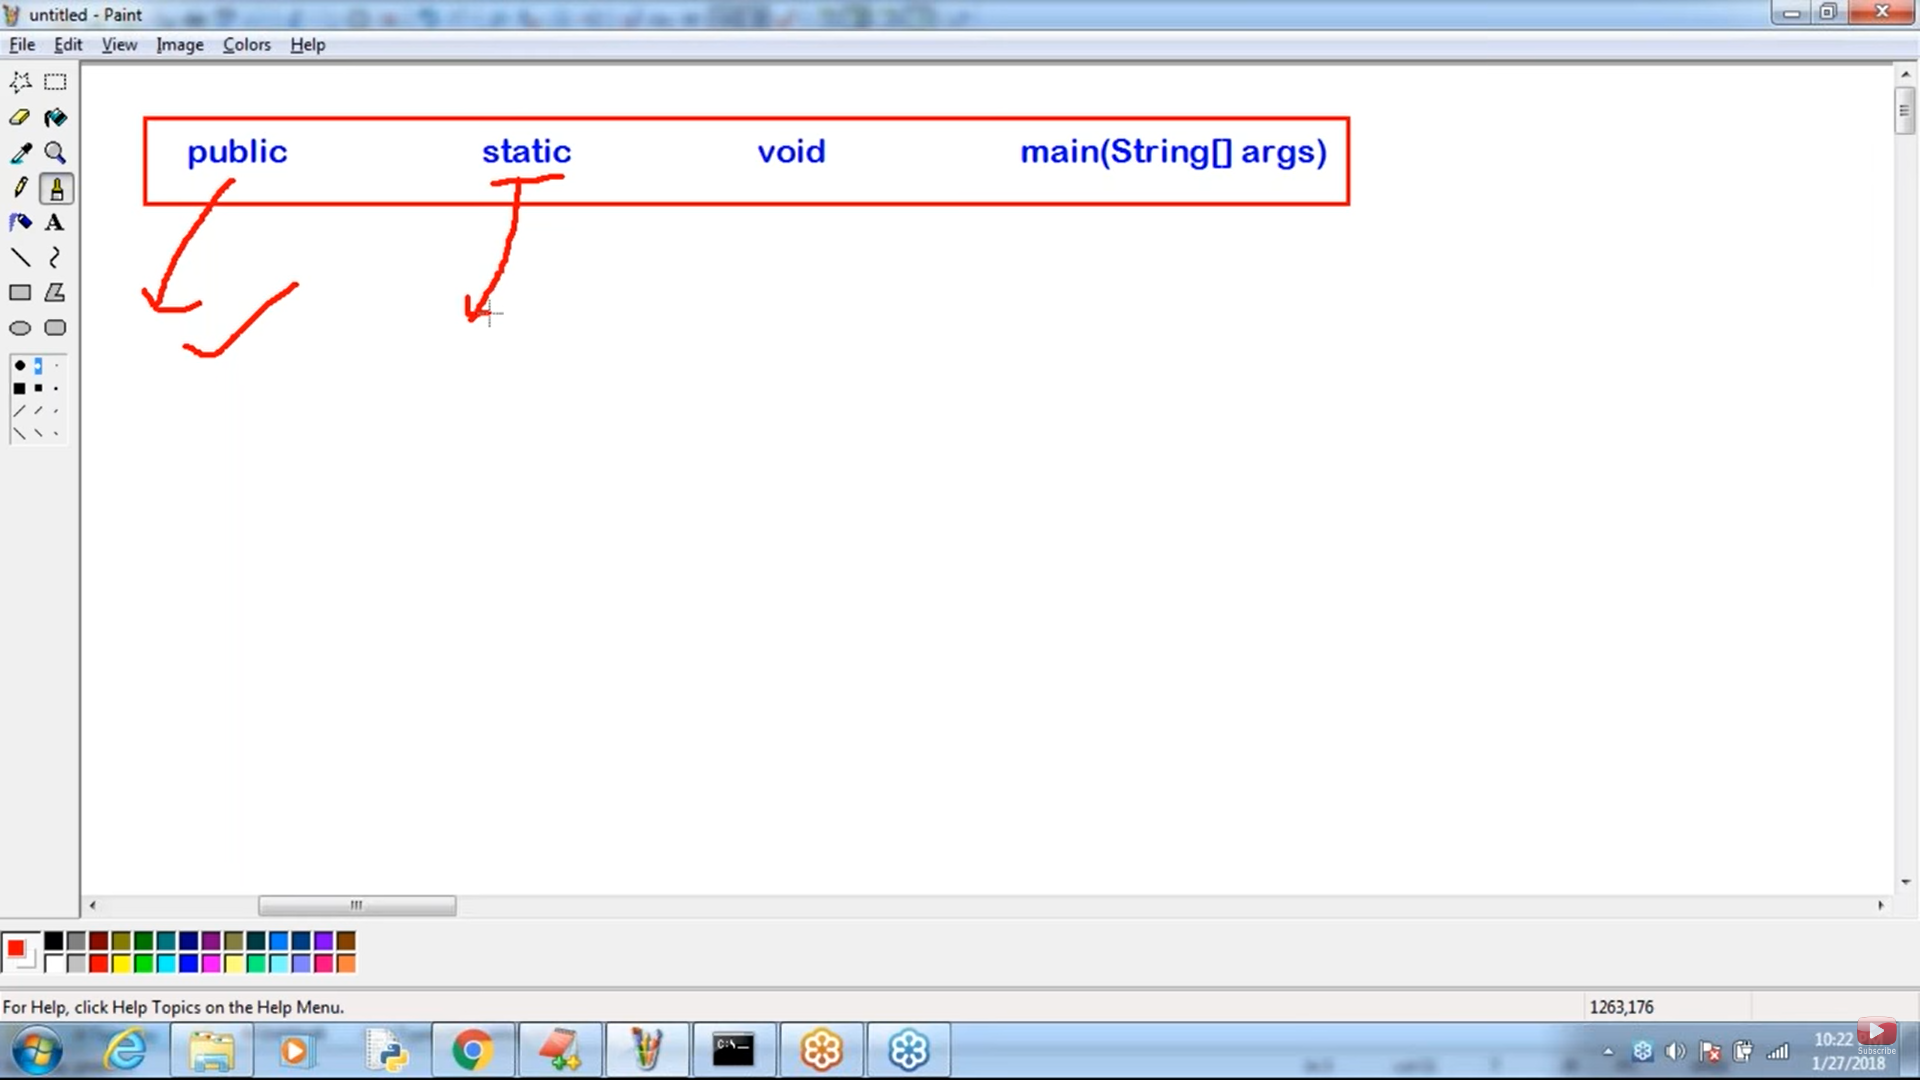 untitled - Paint
File Edit View Image Colors Help
public static void main(String[] args)
For Help, click Help Topics on the Help Menu.
1263,176
C:\
10:22
Subscribe
1/27/2018